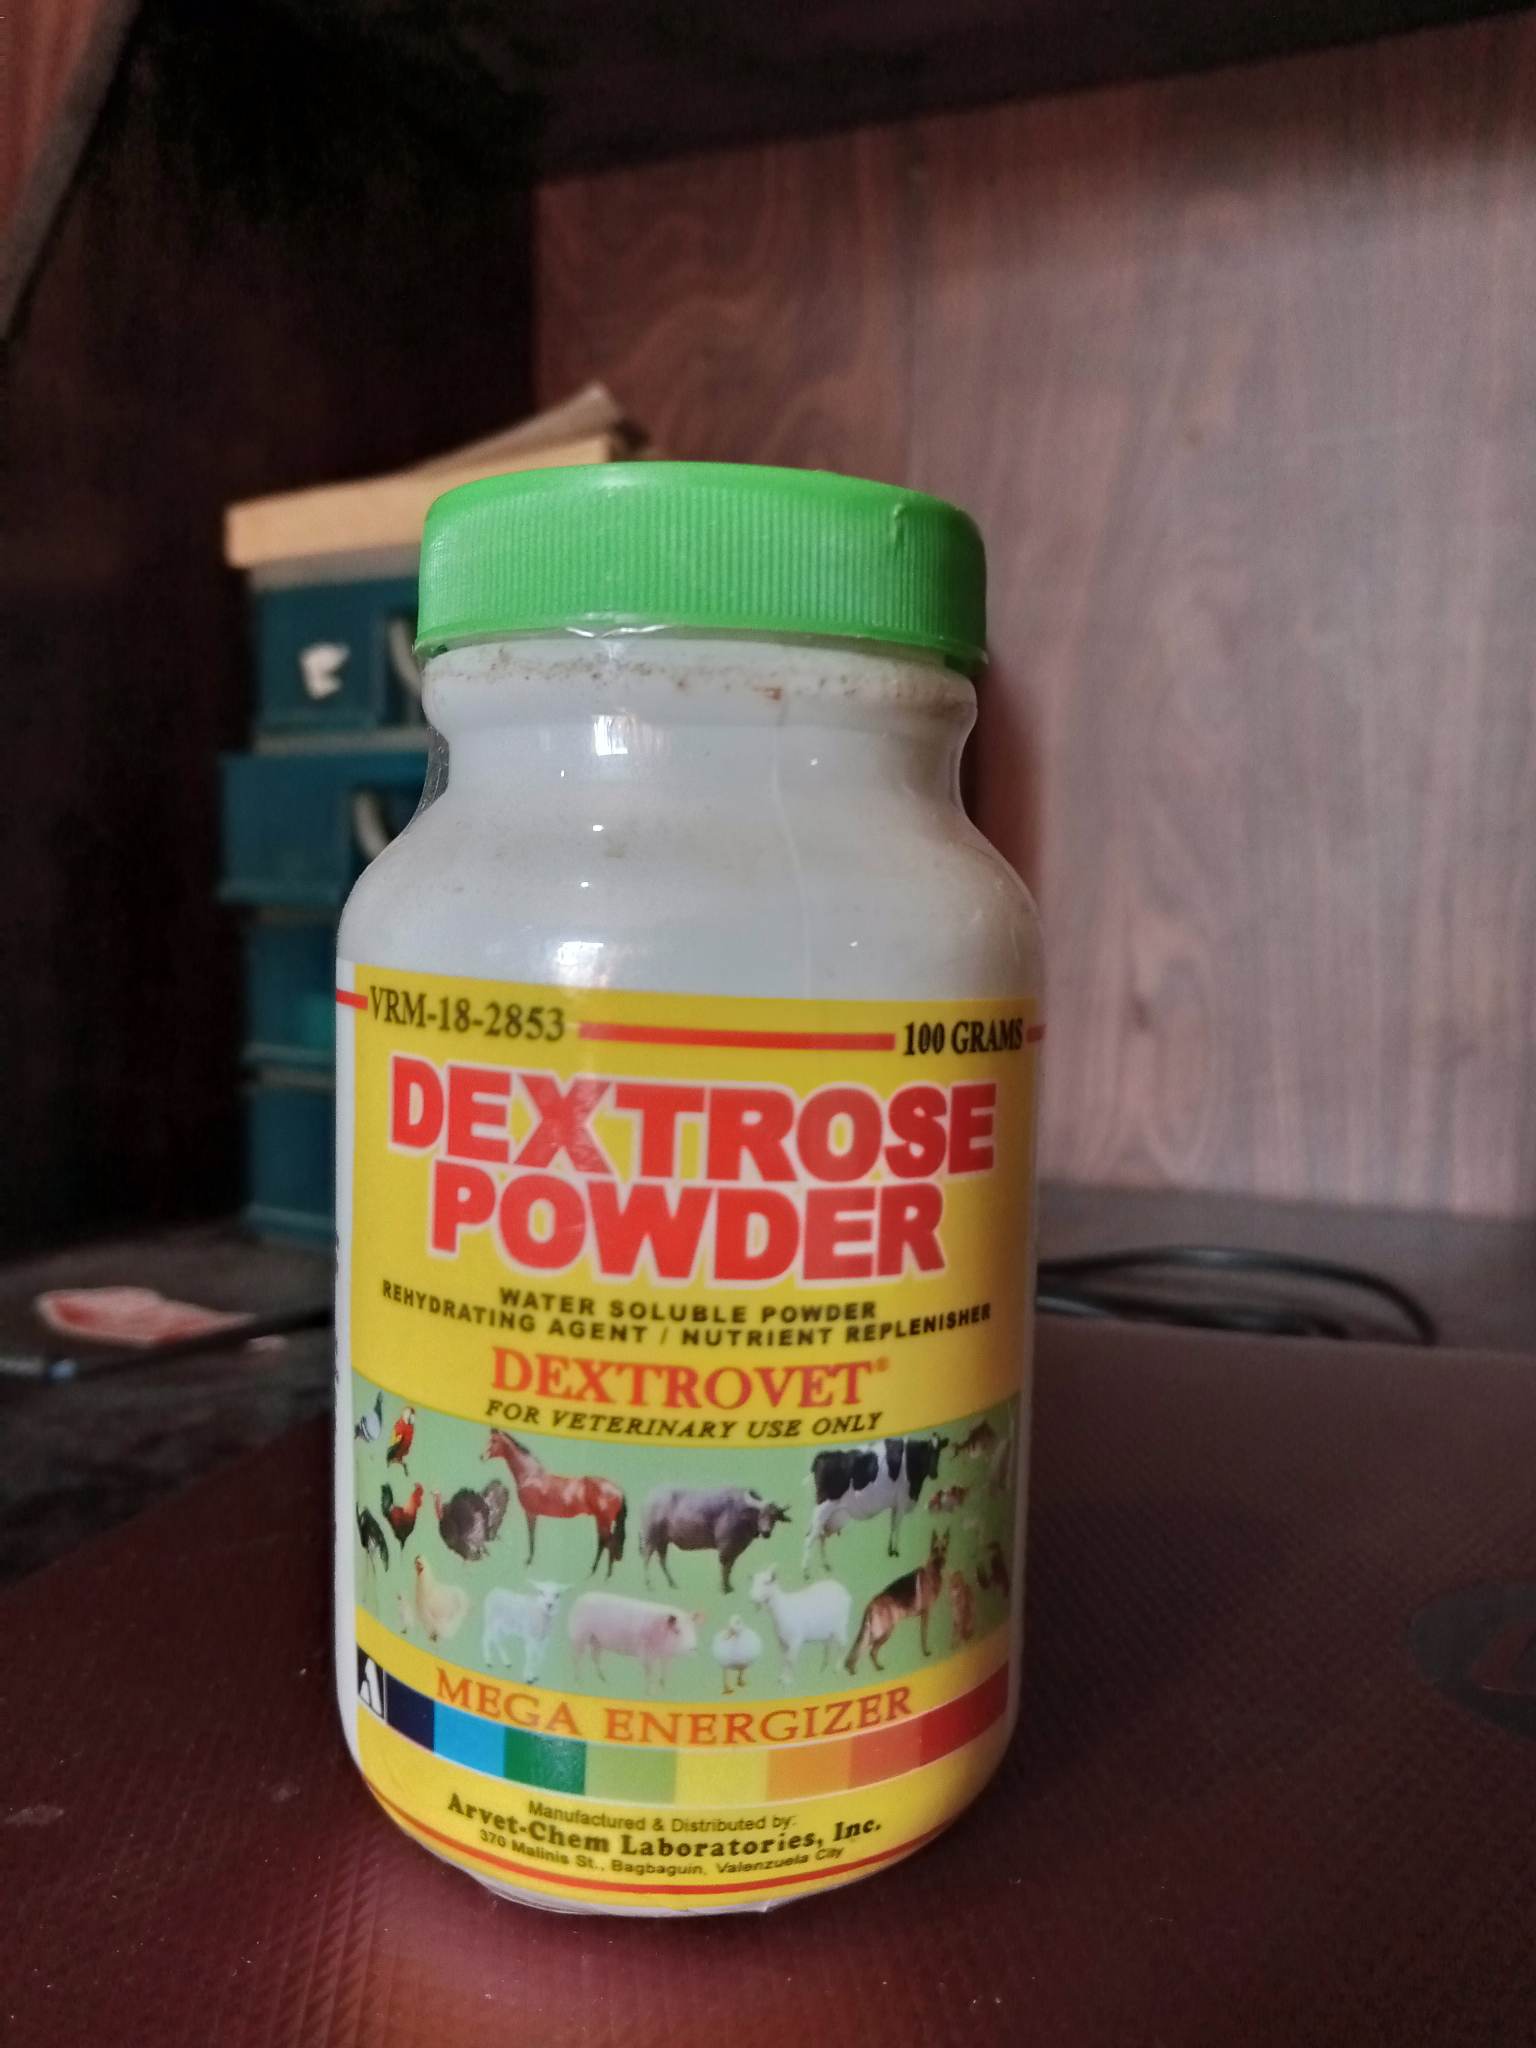 VRM-18-2853
100 GRAMS
DEXTROSE
POWDER
WATER SOLUBLE POWDER
REHYDRATING AGENT / NUTRIENT REPLENISHER
DEXTROVET®
FOR VETERINARY USE ONLY
A
MEGA ENERGIZER
Manufactured & Distributed by:
Arvet-Chem Laboratories, Inc.
370 Malinis St., Bagbaguin, Valenzuela City